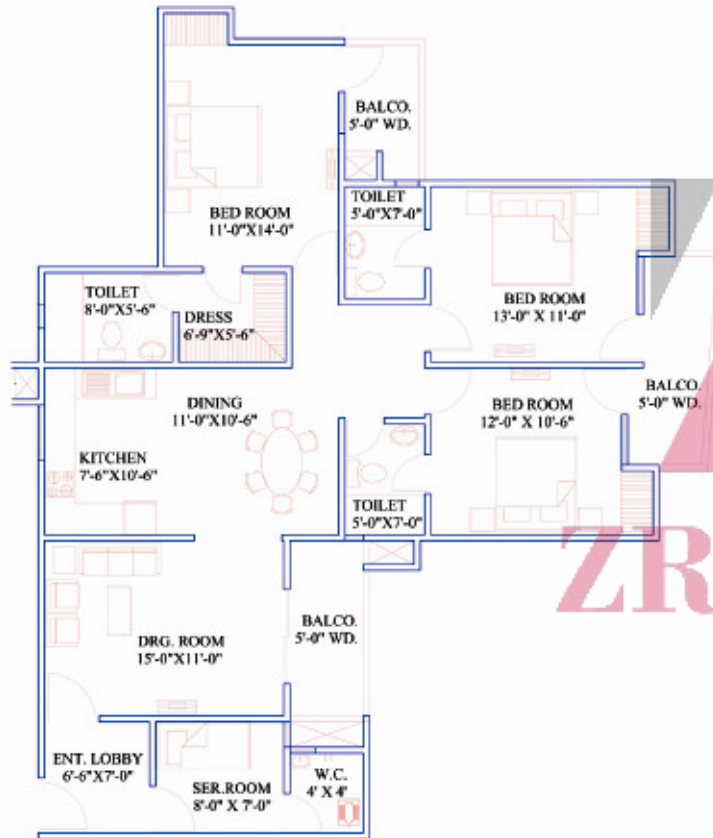 BALCO.
5'-0" WD.
BED ROOM
11'-0"X14'-0"
TOILET
5'-0"X7'-0"
TOILET
8'-0"X5'-6"
DRESS
6'-9"X5'-6"
BED ROOM
13'-0" X 11'-0"
BALCO.
5'-0" WD.
DINING
11'-0"X10'-6"
BED ROOM
12'-0" X 10'-6"
KITCHEN
7'-6"X10'-6"
TOILET
5'-0"X7'-0"
ZR
BALCO.
5'-0" WD.
DRG. ROOM
15'-0"X11'-0"
ENT. LOBBY
6'-6"X7'-0"
SER.ROOM
8'-0" X 7'-0"
W.C.
4' X 4'